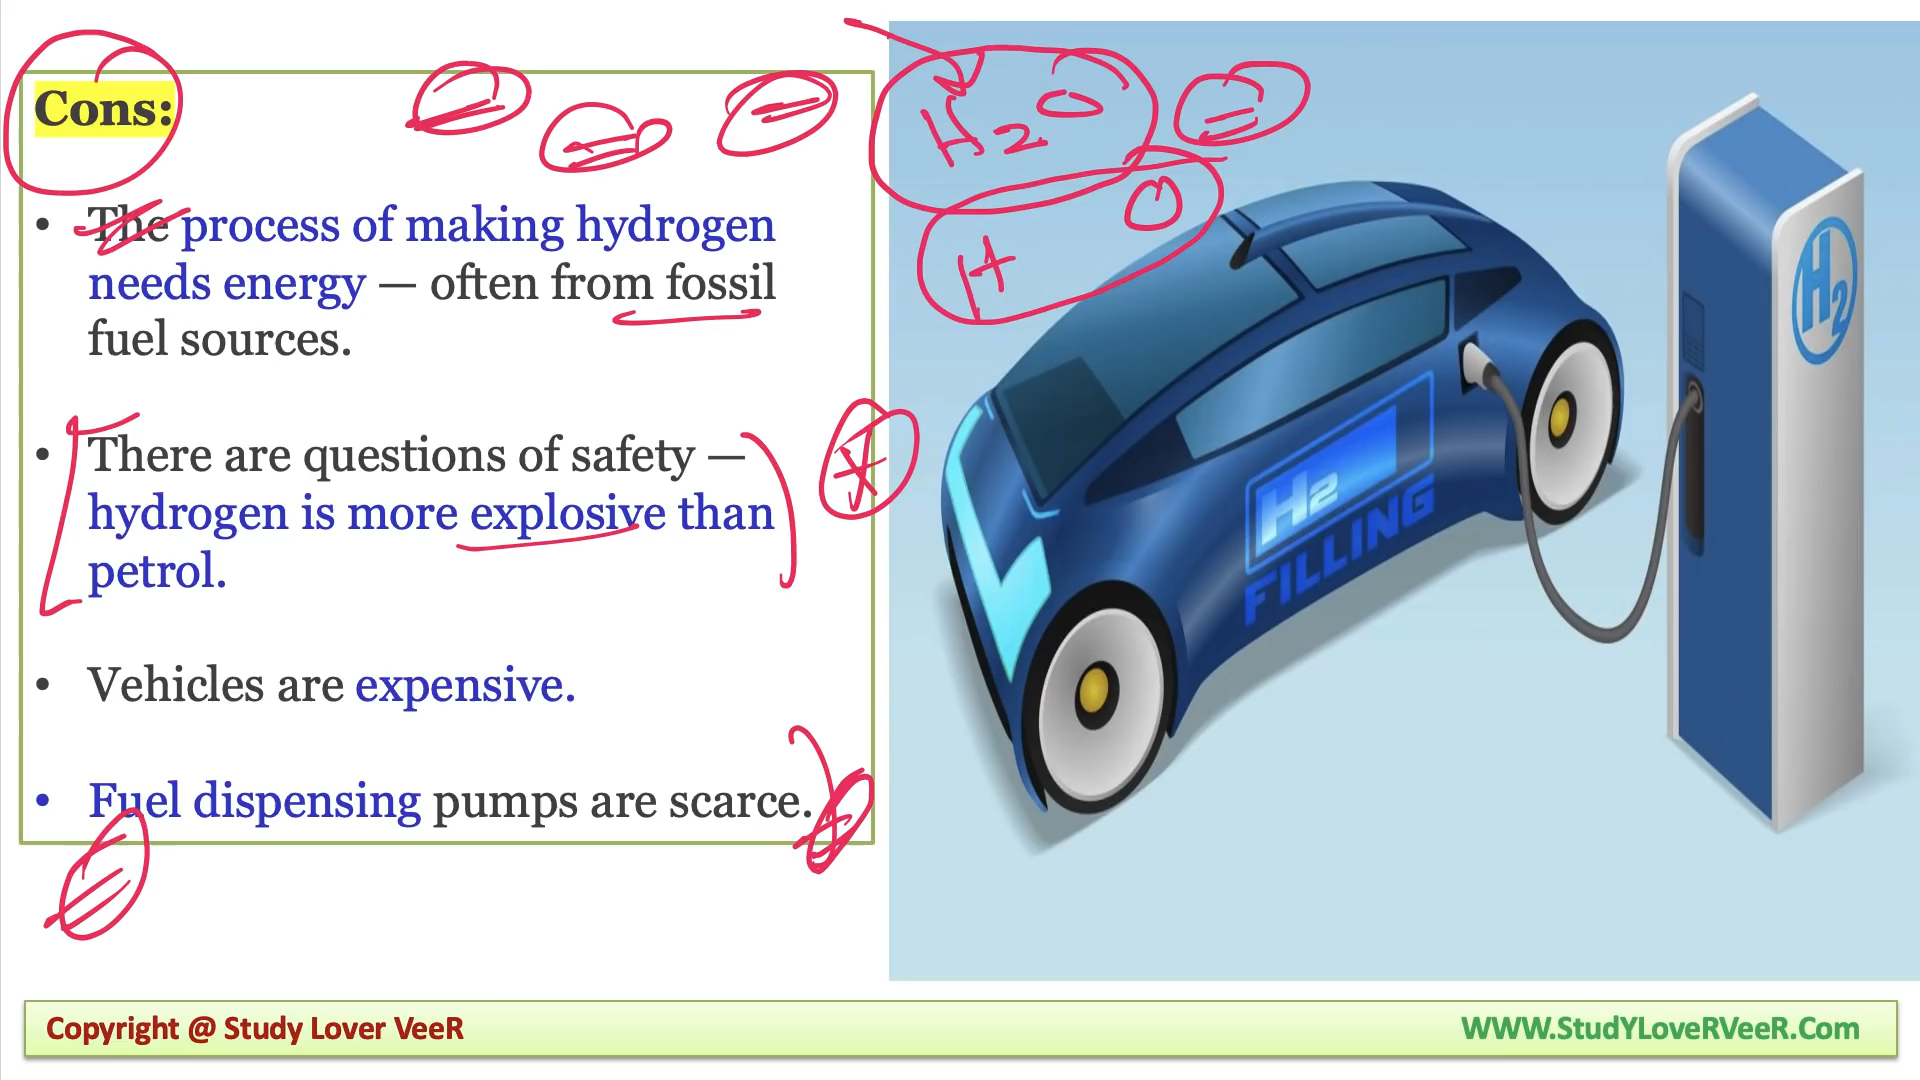 Cons:
• The process of making hydrogen
needs energy — often from fossil
fuel sources.
• There are questions of safety —
hydrogen is more explosive than
petrol.
• Vehicles are expensive.
• Fuel dispensing pumps are scarce.
H2O
H O
H2
H2
FILLING
Copyright @ Study Lover VeeR
WWW.StudYLoveRVeeR.Com